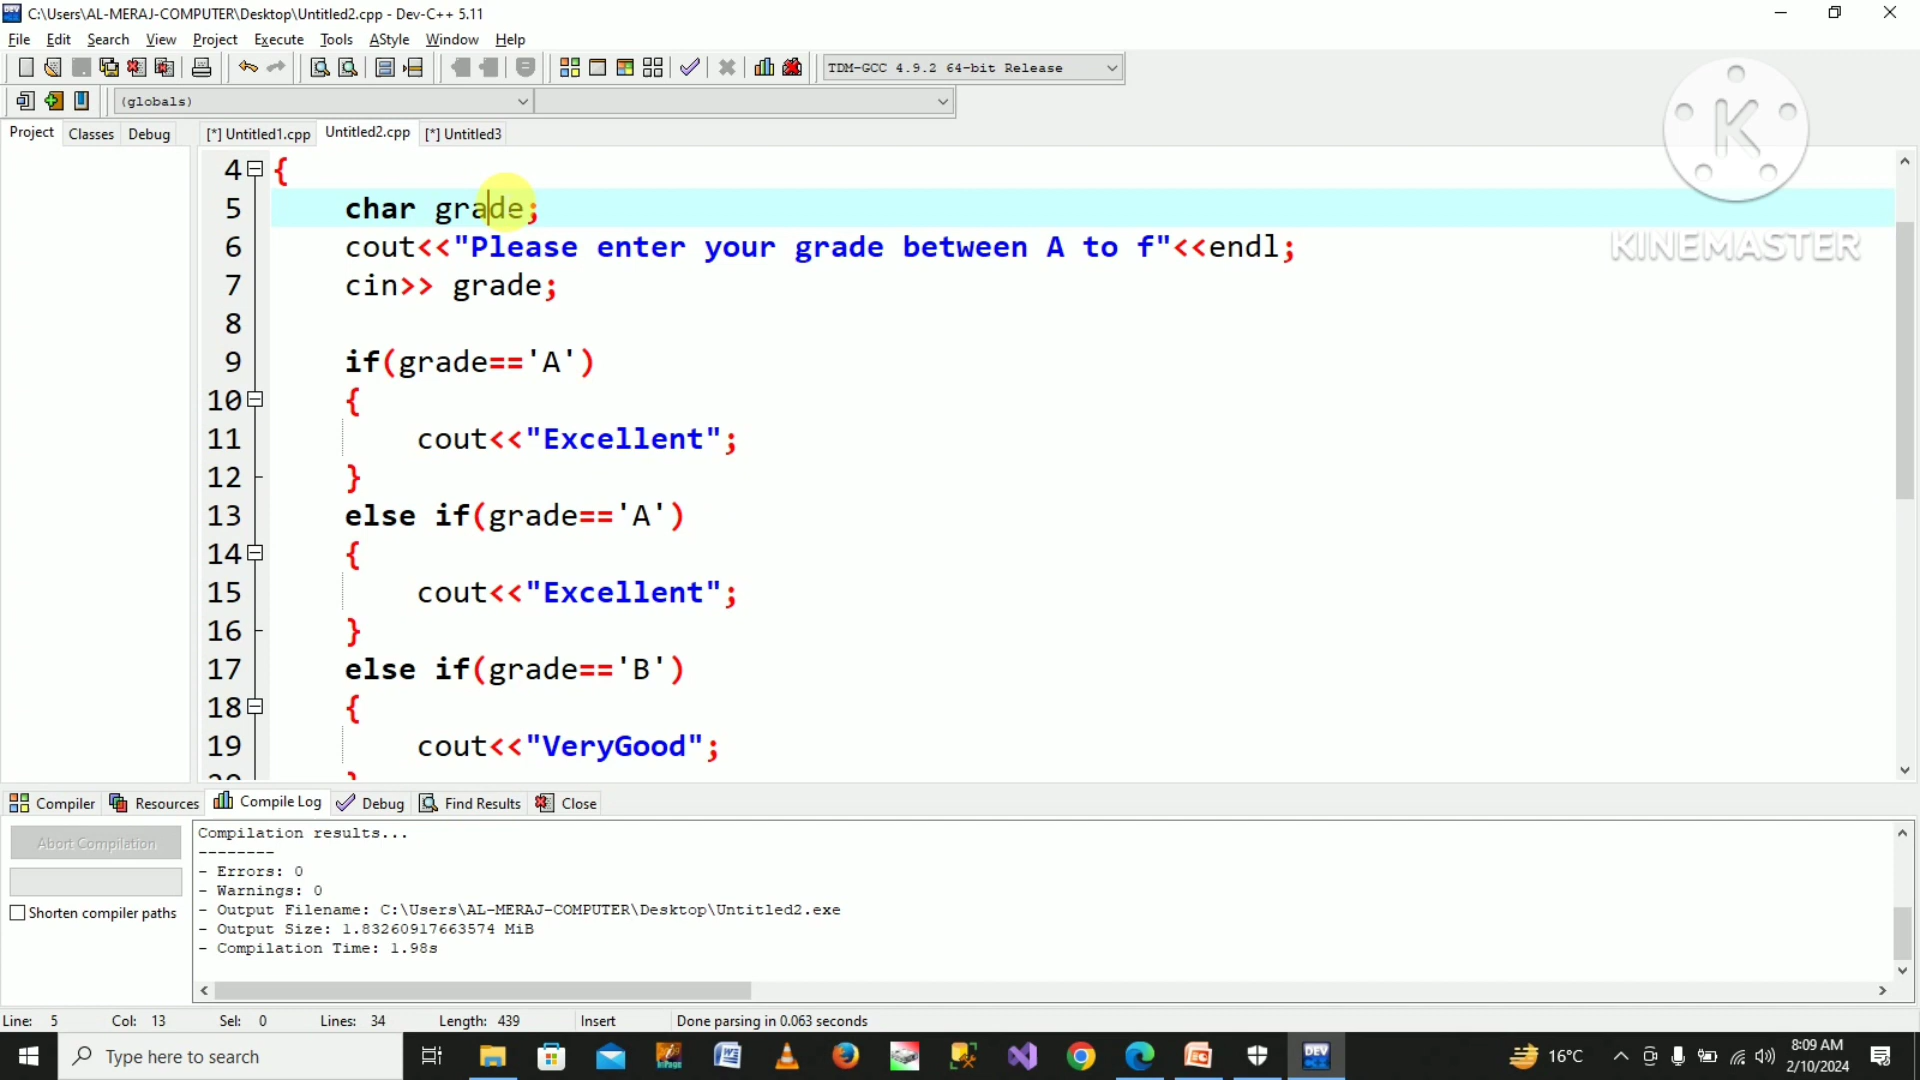 C:\Users\AL-MERAJ-COMPUTER\Desktop\Untitled2.cpp - Dev-C++ 5.11
File Edit Search View Project Execute Tools AStyle Window Help
TDM-GCC 4.9.2 64-bit Release
(globals)
Project Classes Debug [*] Untitled1.cpp Untitled2.cpp [*] Untitled3
K
KINEMASTER
4 {
5 char grade;
6 cout<<"Please enter your grade between A to f"<<endl;
7 cin>> grade;
8
9 if(grade=='A')
10 {
11 cout<<"Excellent";
12 }
13 else if(grade=='A')
14 {
15 cout<<"Excellent";
16 }
17 else if(grade=='B')
18 {
19 cout<<"VeryGood";
20 }
Compiler Resources Compile Log Debug Find Results Close
Abort Compilation
Shorten compiler paths
Compilation results...
--------
- Errors: 0
- Warnings: 0
- Output Filename: C:\Users\AL-MERAJ-COMPUTER\Desktop\Untitled2.exe
- Output Size: 1.83260917663574 MiB
- Compilation Time: 1.98s
Line: 5 Col: 13 Sel: 0 Lines: 34 Length: 439 Insert Done parsing in 0.063 seconds
Type here to search
DEV
16°C
8:09 AM
2/10/2024